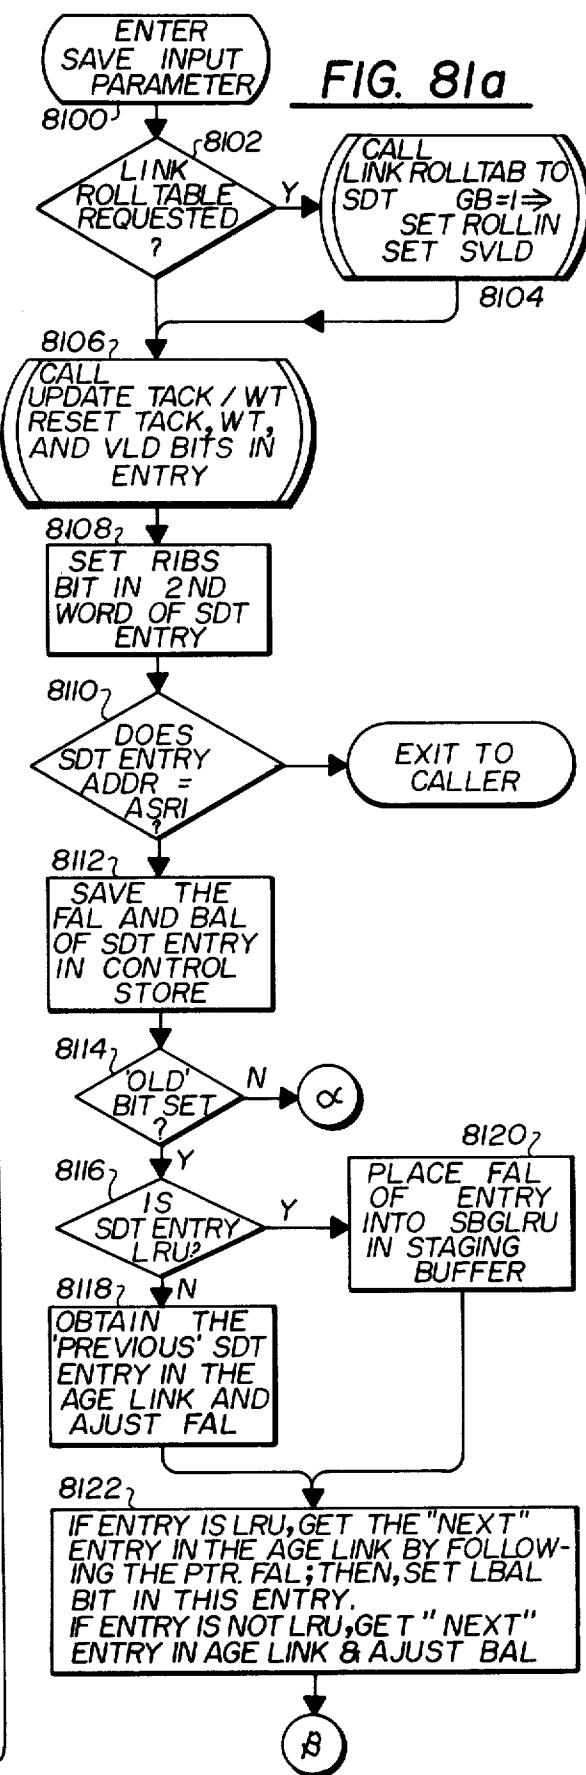 ENTER
SAVE INPUT
PARAMETER
FIG. 81a
8100
8102
LINK
ROLL TABLE
REQUESTED
?
Y
CALL
LINK ROLLTAB TO
SDT GB=1⇒
SET ROLLIN
SET SVLD
8104
8106
CALL
UPDATE TACK / WT
RESET TACK, WT,
AND VLD BITS IN
ENTRY
8108
SET RIBS
BIT IN 2ND
WORD OF SDT
ENTRY
8110
DOES
SDT ENTRY
ADDR =
ASRI
?
EXIT TO
CALLER
8112
SAVE THE
FAL AND BAL
OF SDT ENTRY
IN CONTROL
STORE
8114
'OLD'
BIT SET
?
N
∝
Y
8116
IS
SDT ENTRY
LRU?
Y
8120
PLACE FAL
OF ENTRY
INTO SBGLRU
IN STAGING
BUFFER
N
8118
OBTAIN THE
'PREVIOUS' SDT
ENTRY IN THE
AGE LINK AND
AJUST FAL
8122
IF ENTRY IS LRU, GET THE "NEXT"
ENTRY IN THE AGE LINK BY FOLLOW-
ING THE PTR. FAL; THEN, SET LBAL
BIT IN THIS ENTRY.
IF ENTRY IS NOT LRU, GET "NEXT"
ENTRY IN AGE LINK & AJUST BAL
β